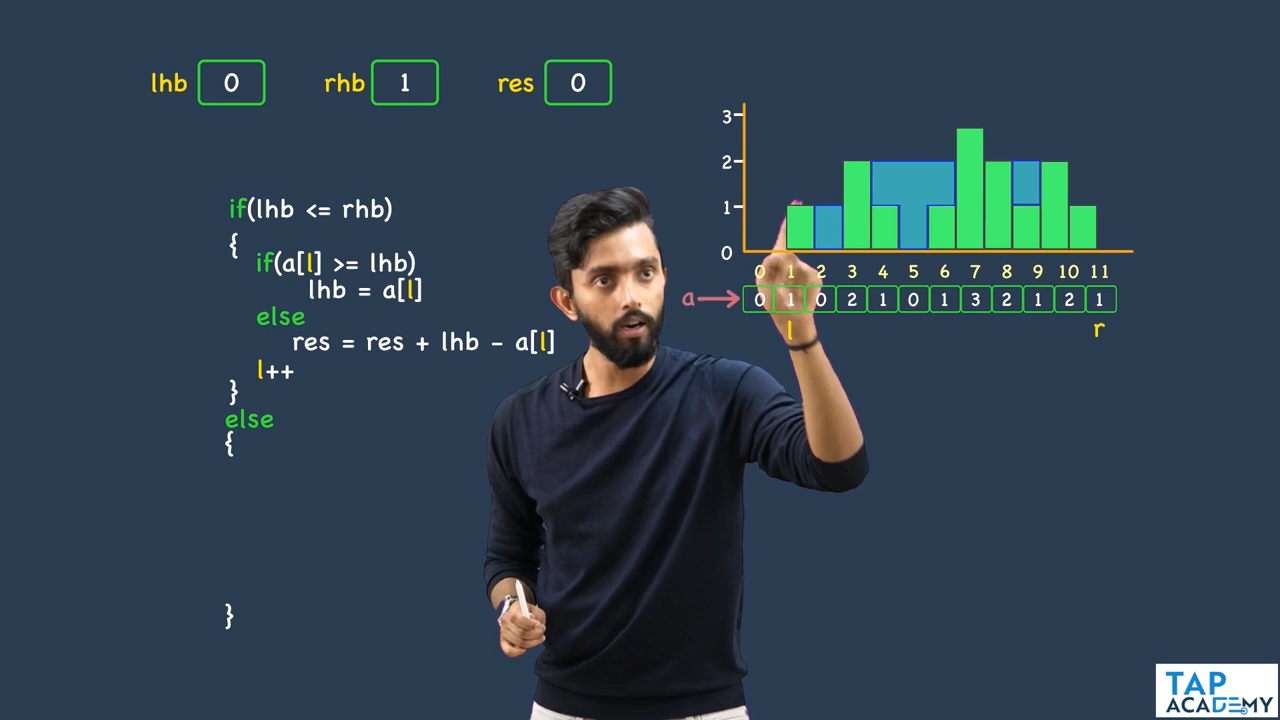 lhb 0 rhb 1 res 0
if(lhb <= rhb)
{
if(a[l] >= lhb)
lhb = a[l]
else
res = res + lhb - a[l]
l++
}
else
{
}
3
2
1
0
0 1 2 3 4 5 6 7 8 9 10 11
a 0 1 0 2 1 0 1 3 2 1 2 1
l r
TAP
ACADEMY